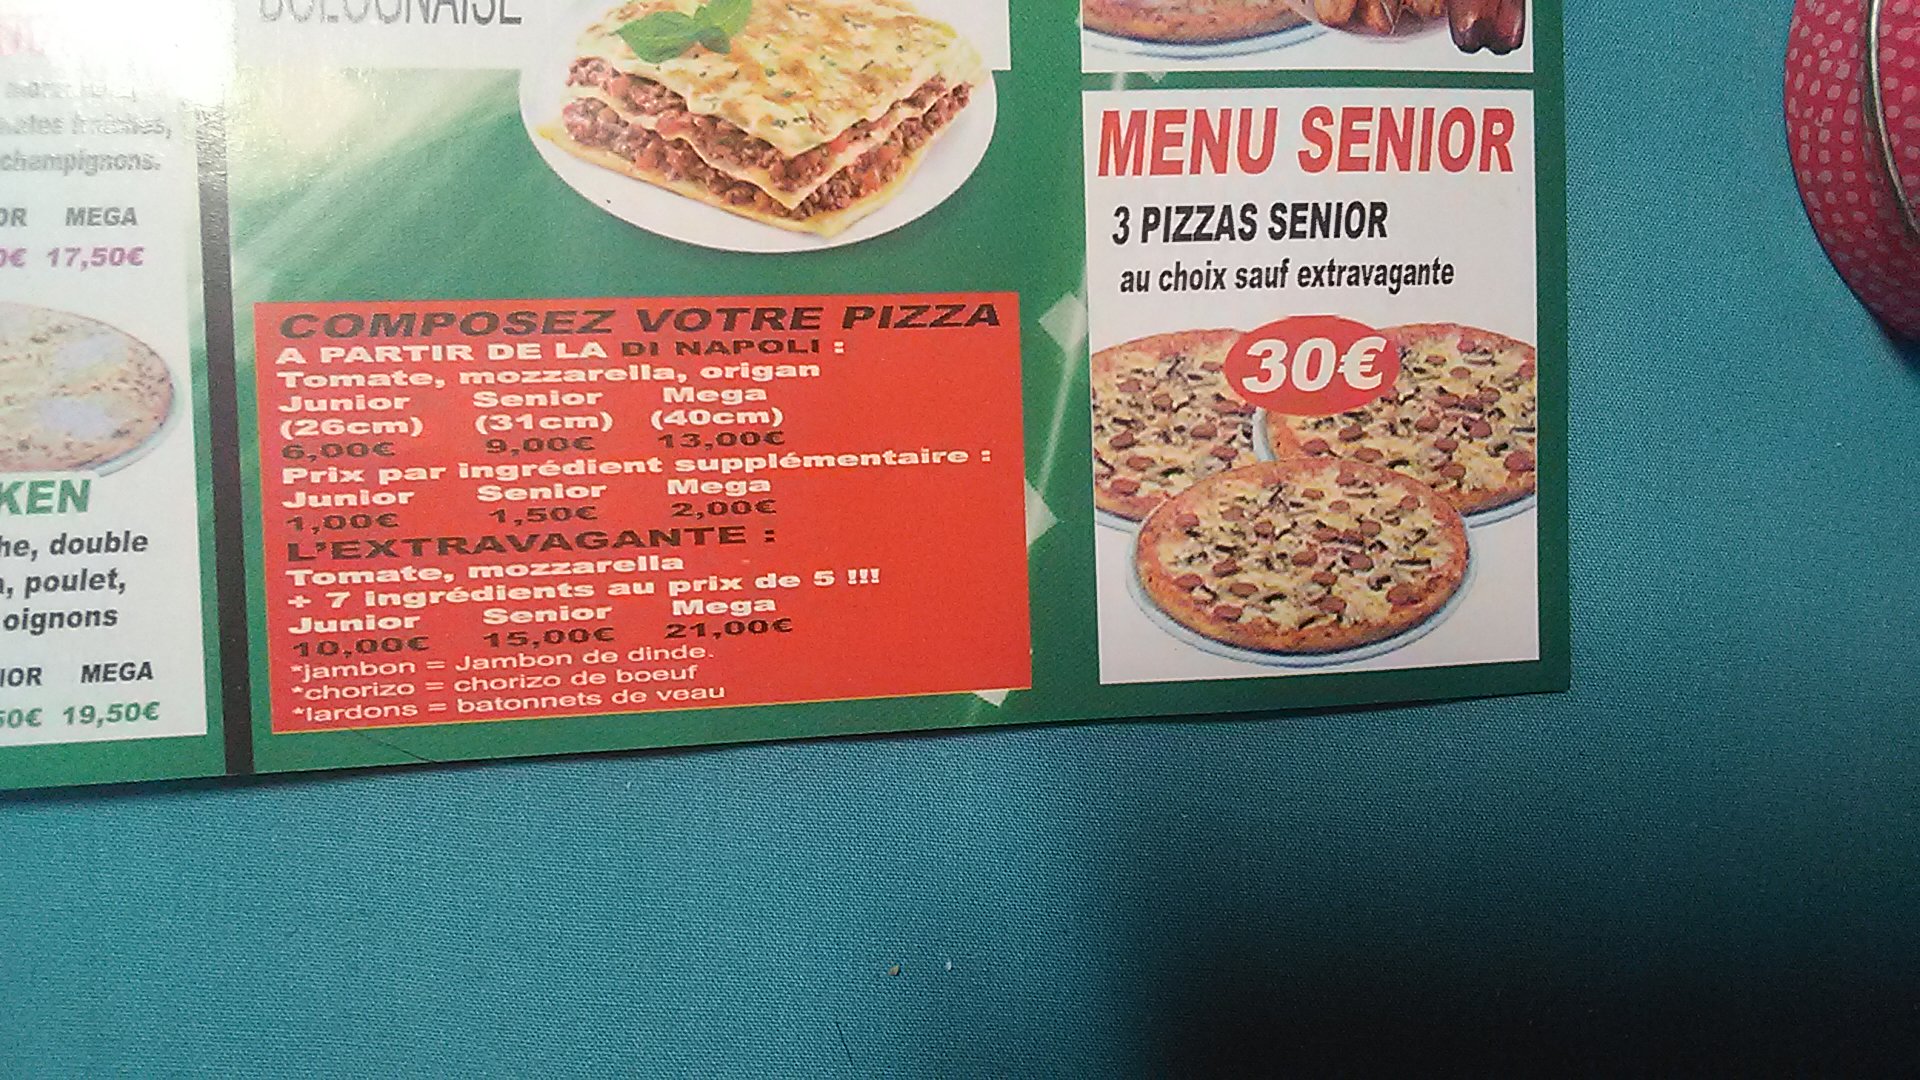 BOLOGNAISE
champignons.
MEGA
17,50€
KEN
double
poulet,
oignons
MEGA
19,50€
COMPOSEZ VOTRE PIZZA
A PARTIR DE LA DI NAPOLI :
Tomate, mozzarella, origan
Junior Senior Mega
(26cm) (31cm) (40cm)
6,00€ 9,00€ 13,00€
Prix par ingrédient supplémentaire :
Junior Senior Mega
1,00€ 1,50€ 2,00€
L'EXTRAVAGANTE :
Tomate, mozzarella
+ 7 ingrédients au prix de 5 !!!
Junior Senior Mega
10,00€ 15,00€ 21,00€
*jambon = Jambon de dinde.
*chorizo = chorizo de boeuf
*lardons = batonnets de veau
MENU SENIOR
3 PIZZAS SENIOR
au choix sauf extravagante
30€